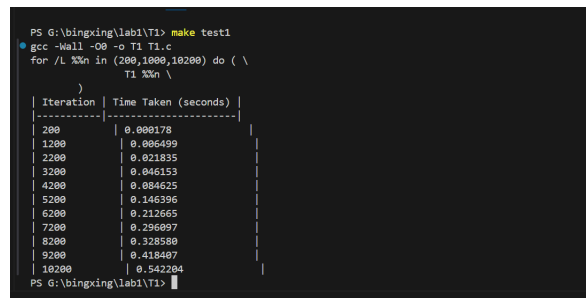 PS G:\bingxing\lab1\T1> make test1
gcc -Wall -O0 -o T1 T1.c
for /L %%n in (200,1000,10200) do ( \
T1 %%n \
)
| Iteration | Time Taken (seconds) |
|-----------|----------------------|
| 200 | 0.000178 |
| 1200 | 0.006499 |
| 2200 | 0.021835 |
| 3200 | 0.046153 |
| 4200 | 0.084625 |
| 5200 | 0.146396 |
| 6200 | 0.212665 |
| 7200 | 0.296097 |
| 8200 | 0.328580 |
| 9200 | 0.418407 |
| 10200 | 0.542204 |
PS G:\bingxing\lab1\T1>